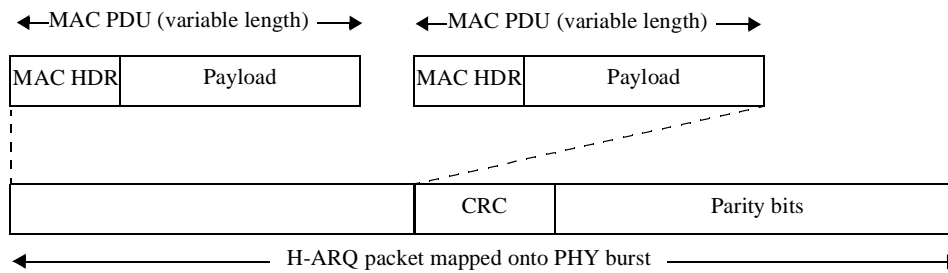 MAC PDU (variable length) MAC PDU (variable length)
MAC HDR Payload MAC HDR Payload
CRC Parity bits
H-ARQ packet mapped onto PHY burst